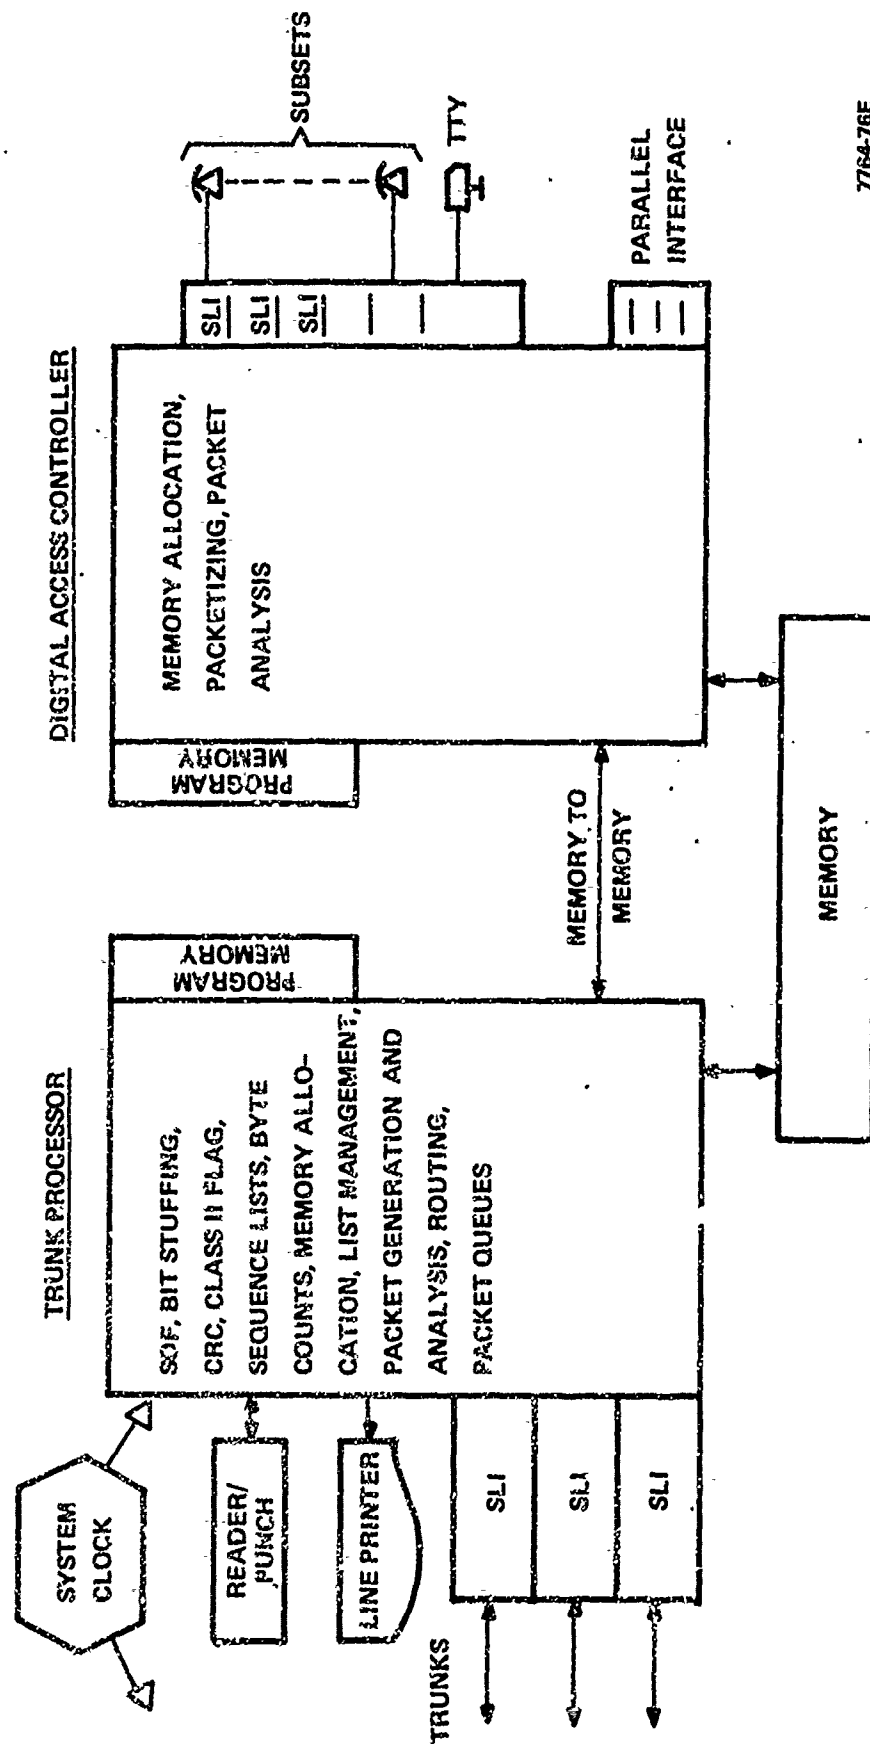 TRUNK PROCESSOR
DIGITAL ACCESS CONTROLLER
SYSTEM
CLOCK
READER/
PUNCH
LINE PRINTER
TRUNKS
SLI
SLI
SLI
SOF, BIT STUFFING,
CRC, CLASS II FLAG,
SEQUENCE LISTS, BYTE
COUNTS, MEMORY ALLO-
CATION, LIST MANAGEMENT,
PACKET GENERATION AND
ANALYSIS, ROUTING,
PACKET QUEUES
PROGRAM
MEMORY
MEMORY TO
MEMORY
PROGRAM
MEMORY
MEMORY ALLOCATION,
PACKETIZING, PACKET
ANALYSIS
SLI
SLI
SLI
SUBSETS
TTY
PARALLEL
INTERFACE
MEMORY
7764-76E